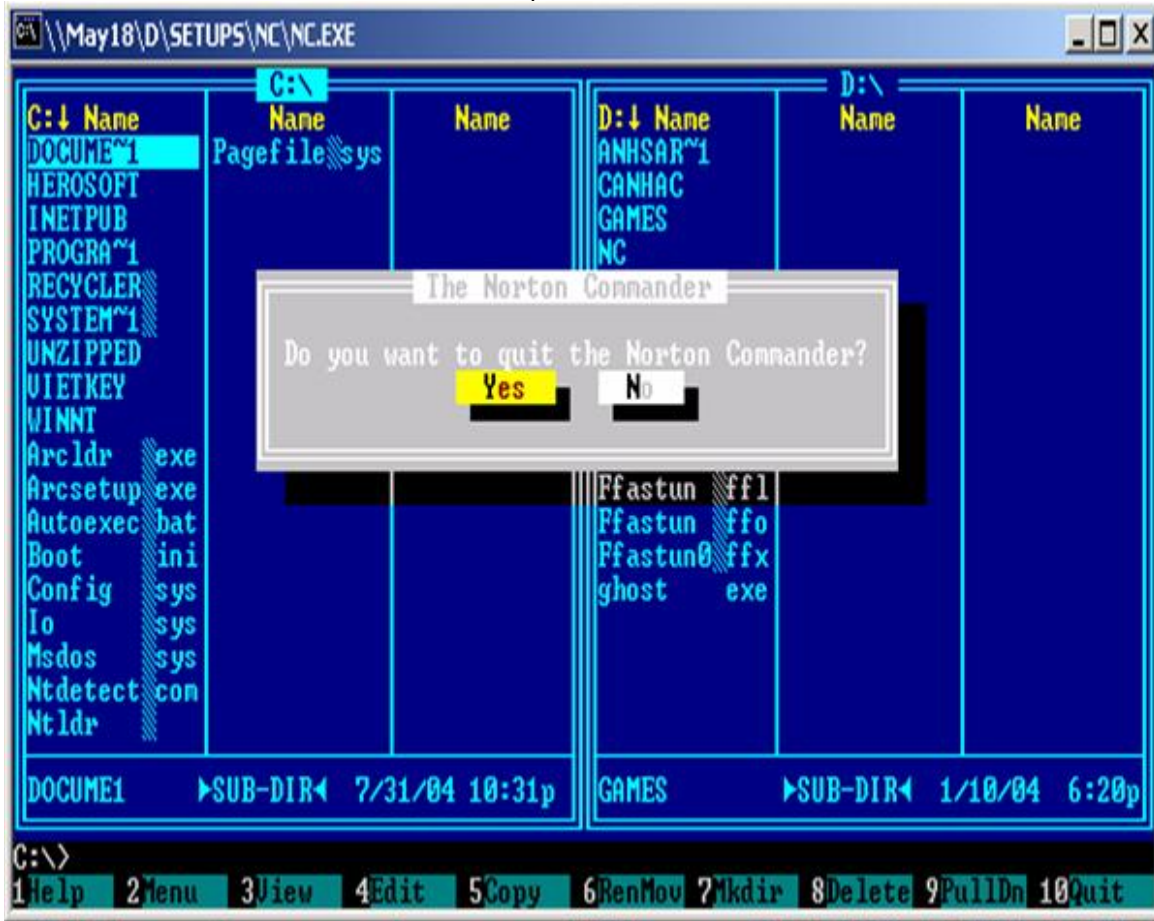 \\May18\D\SETUPS\NC\NC.EXE
C:\ D:\
C:↓ Name Name Name D:↓ Name Name Name
DOCUME~1 Pagefile░sys ANHSAR~1
HEROSOFT CANHAC
INETPUB GAMES
PROGRA~1 NC
RECYCLER░
The Norton Commander
SYSTEM~1░
UNZIPPED
Do you want to quit the Norton Commander?
VIETKEY
Yes No
WINNT
Arcldr ░exe
Arcsetup░exe Ffastun ░ffl
Autoexec░bat Ffastun ░ffo
Boot ░ini Ffastun0░ffx
Config ░sys ghost exe
Io ░sys
Msdos ░sys
Ntdetect░com
Ntldr ░
DOCUME1 ►SUB-DIR◄ 7/31/04 10:31p GAMES ►SUB-DIR◄ 1/10/04 6:20p
C:\>
1Help 2Menu 3View 4Edit 5Copy 6RenMov 7Mkdir 8Delete 9PullDn 10Quit